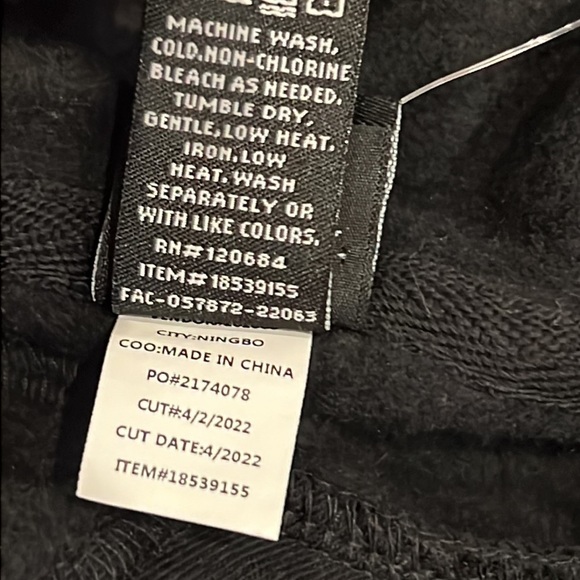 MACHINE WASH,
COLD.NON-CHLORINE
BLEACH AS NEEDED.
TUMBLE DRY,
GENTLE,LOW HEAT.
IRON,LOW
HEAT. WASH
SEPARATELY OR
WITH LIKE COLORS.
RN#120684
ITEM#18539155
FAC-057872-22063
CITY:NINGBO
COO:MADE IN CHINA
PO#2174078
CUT#:4/2/2022
CUT DATE:4/2022
ITEM#18539155